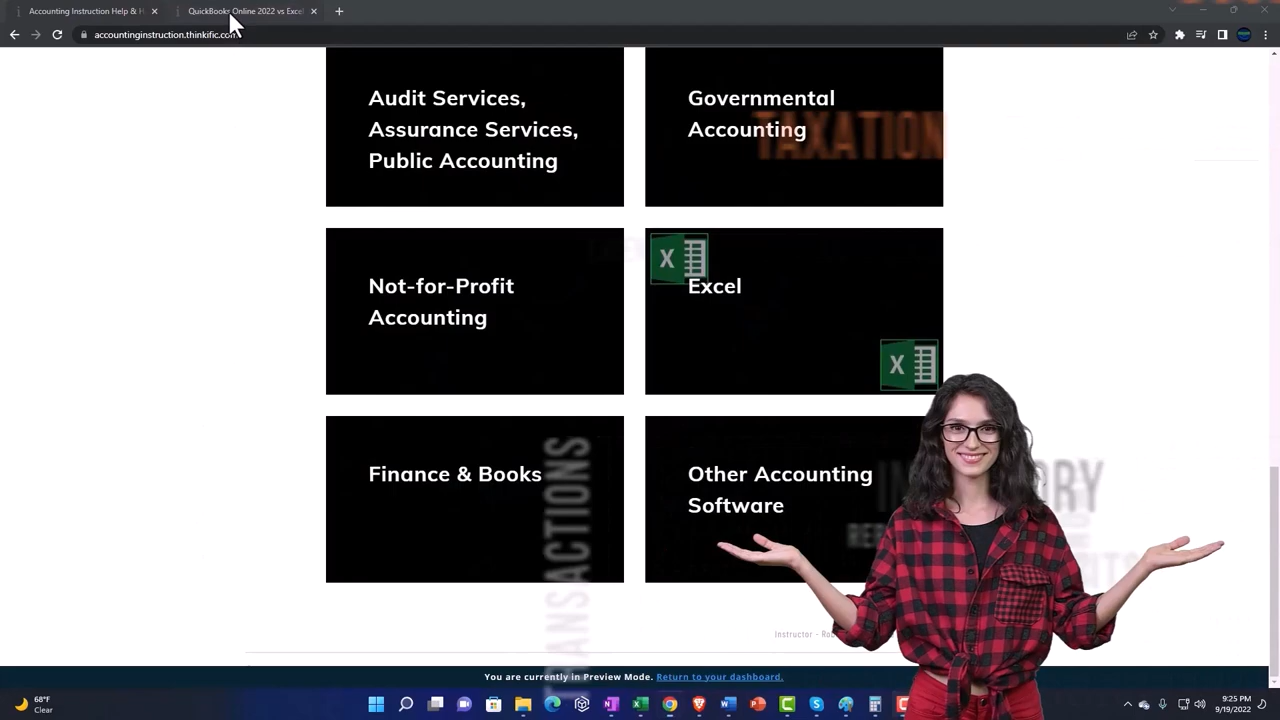 Accounting Instruction Help &
QuickBooks Online 2022 vs Excel
accountinginstruction.thinkific.com
Audit Services,
Assurance Services,
Public Accounting
Governmental
Accounting
TAXATION
Not-for-Profit
Accounting
X
Excel
X
Finance & Books
TRANSACTIONS
Other Accounting
Software
Instructor -
You are currently in Preview Mode. Return to your dashboard.
68°F
Clear
9:25 PM
9/19/2022